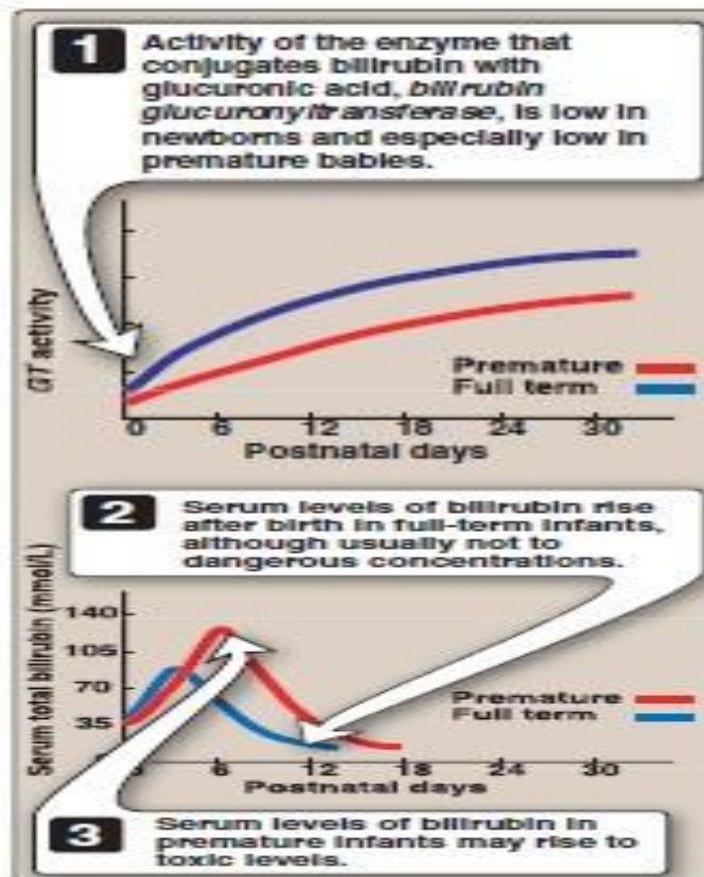 1 Activity of the enzyme that
conjugates bilirubin with
glucuronic acid, bilirubin
glucuronyltransferase, is low in
newborns and especially low in
premature babies.
GT activity
Premature
Full term
0 6 12 18 24 30
Postnatal days
2 Serum levels of bilirubin rise
after birth in full-term infants,
although usually not to
dangerous concentrations.
Serum total bilirubin (mmol/L)
140
105
70
35
Premature
Full term
6 12 18 24 30
Postnatal days
3 Serum levels of bilirubin in
premature infants may rise to
toxic levels.